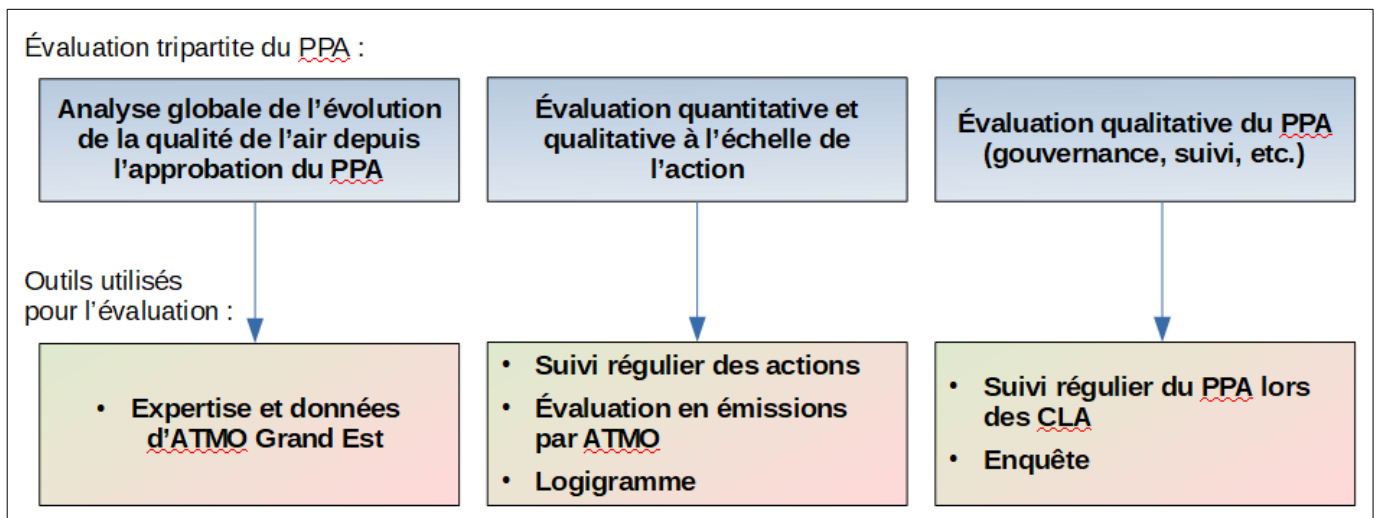 Évaluation tripartite du PPA :
Analyse globale de l'évolution
de la qualité de l'air depuis
l'approbation du PPA
Évaluation quantitative et
qualitative à l'échelle de
l'action
Évaluation qualitative du PPA
(gouvernance, suivi, etc.)
Outils utilisés
pour l'évaluation :
• Expertise et données
d'ATMO Grand Est
• Suivi régulier des actions
• Évaluation en émissions
par ATMO
• Logigramme
• Suivi régulier du PPA lors
des CLA
• Enquête